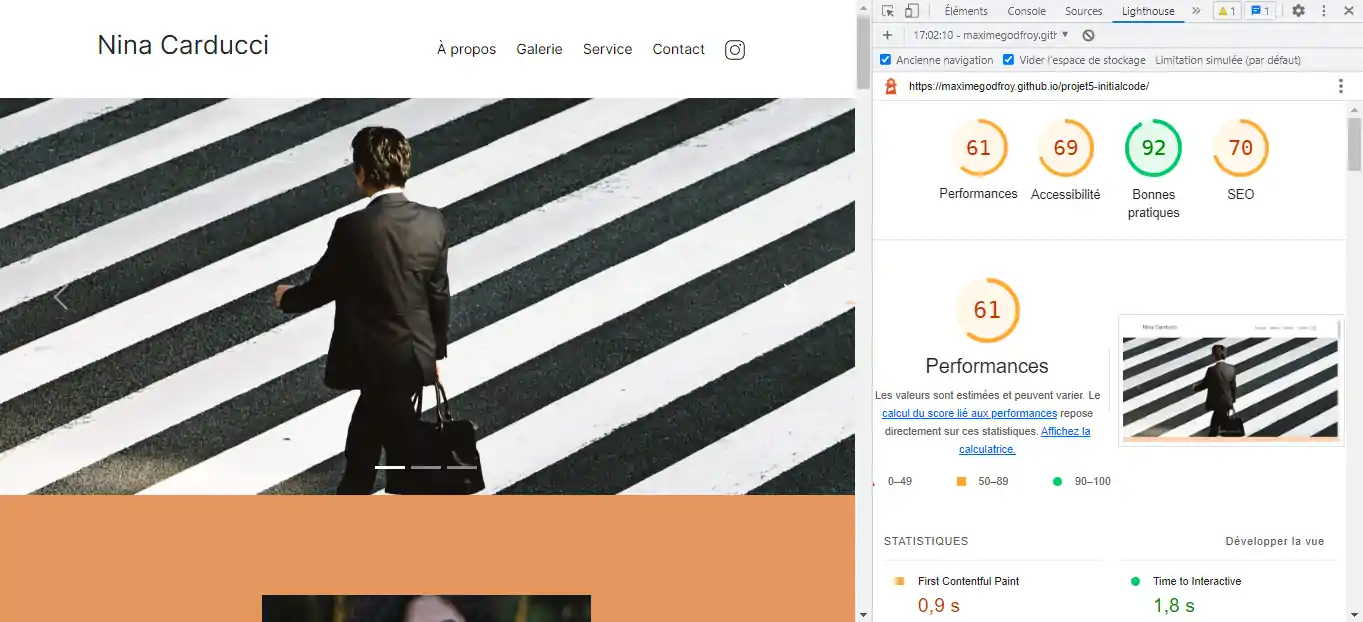 Nina Carducci
À propos Galerie Service Contact
Éléments Console Sources Lighthouse » 1 1
+ 17:02:10 - maximegodfroy.gith
Ancienne navigation Vider l'espace de stockage Limitation simulée (par défaut)
https://maximegodfroy.github.io/projet5-initialcode/
61 69 92 70
Performances Accessibilité Bonnes pratiques SEO
61
Performances
Les valeurs sont estimées et peuvent varier. Le
calcul du score lié aux performances repose
directement sur ces statistiques. Affichez la
calculatrice.
0–49 50–89 90–100
STATISTIQUES Développer la vue
First Contentful Paint Time to Interactive
0,9 s 1,8 s